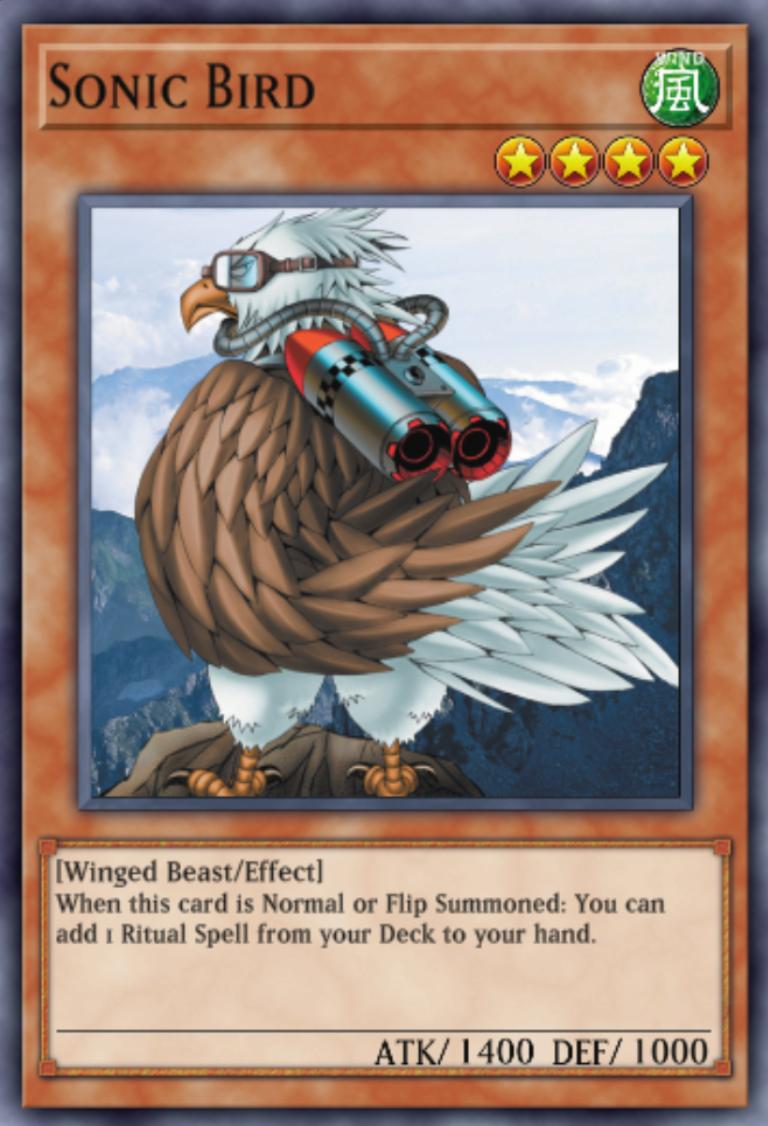 Sonic Bird
WIND
風
[Winged Beast/Effect]
When this card is Normal or Flip Summoned: You can
add 1 Ritual Spell from your Deck to your hand.
ATK/ 1400 DEF/ 1000